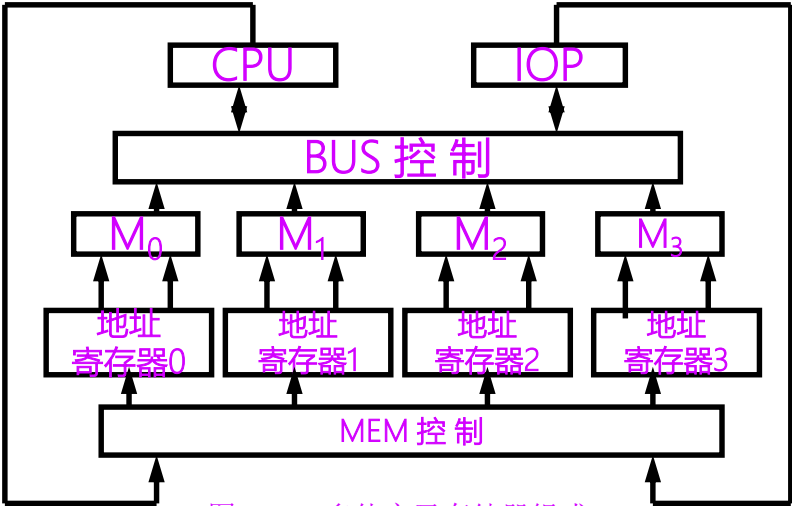 CPU
IOP
BUS 控 制
M0
M1
M2
M3
地址
寄存器0
地址
寄存器1
地址
寄存器2
地址
寄存器3
MEM 控 制